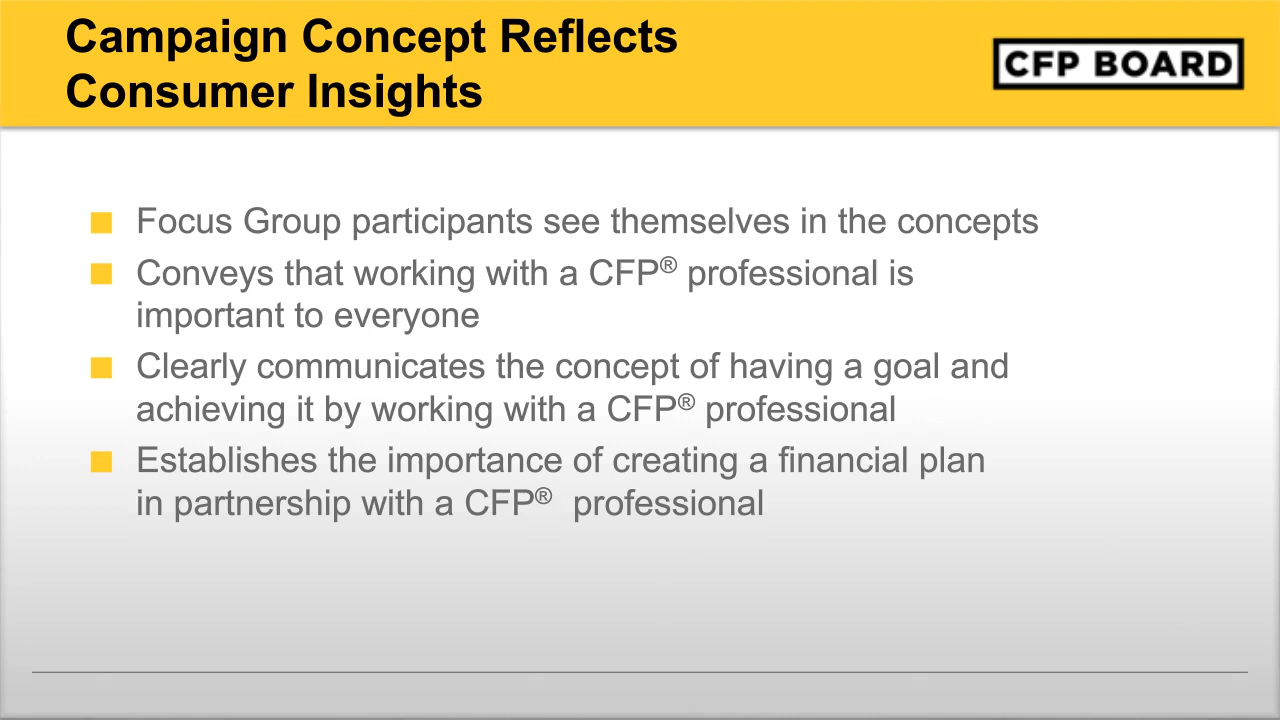 Campaign Concept Reflects
Consumer Insights
CFP BOARD
Focus Group participants see themselves in the concepts
Conveys that working with a CFP® professional is
important to everyone
Clearly communicates the concept of having a goal and
achieving it by working with a CFP® professional
Establishes the importance of creating a financial plan
in partnership with a CFP®  professional